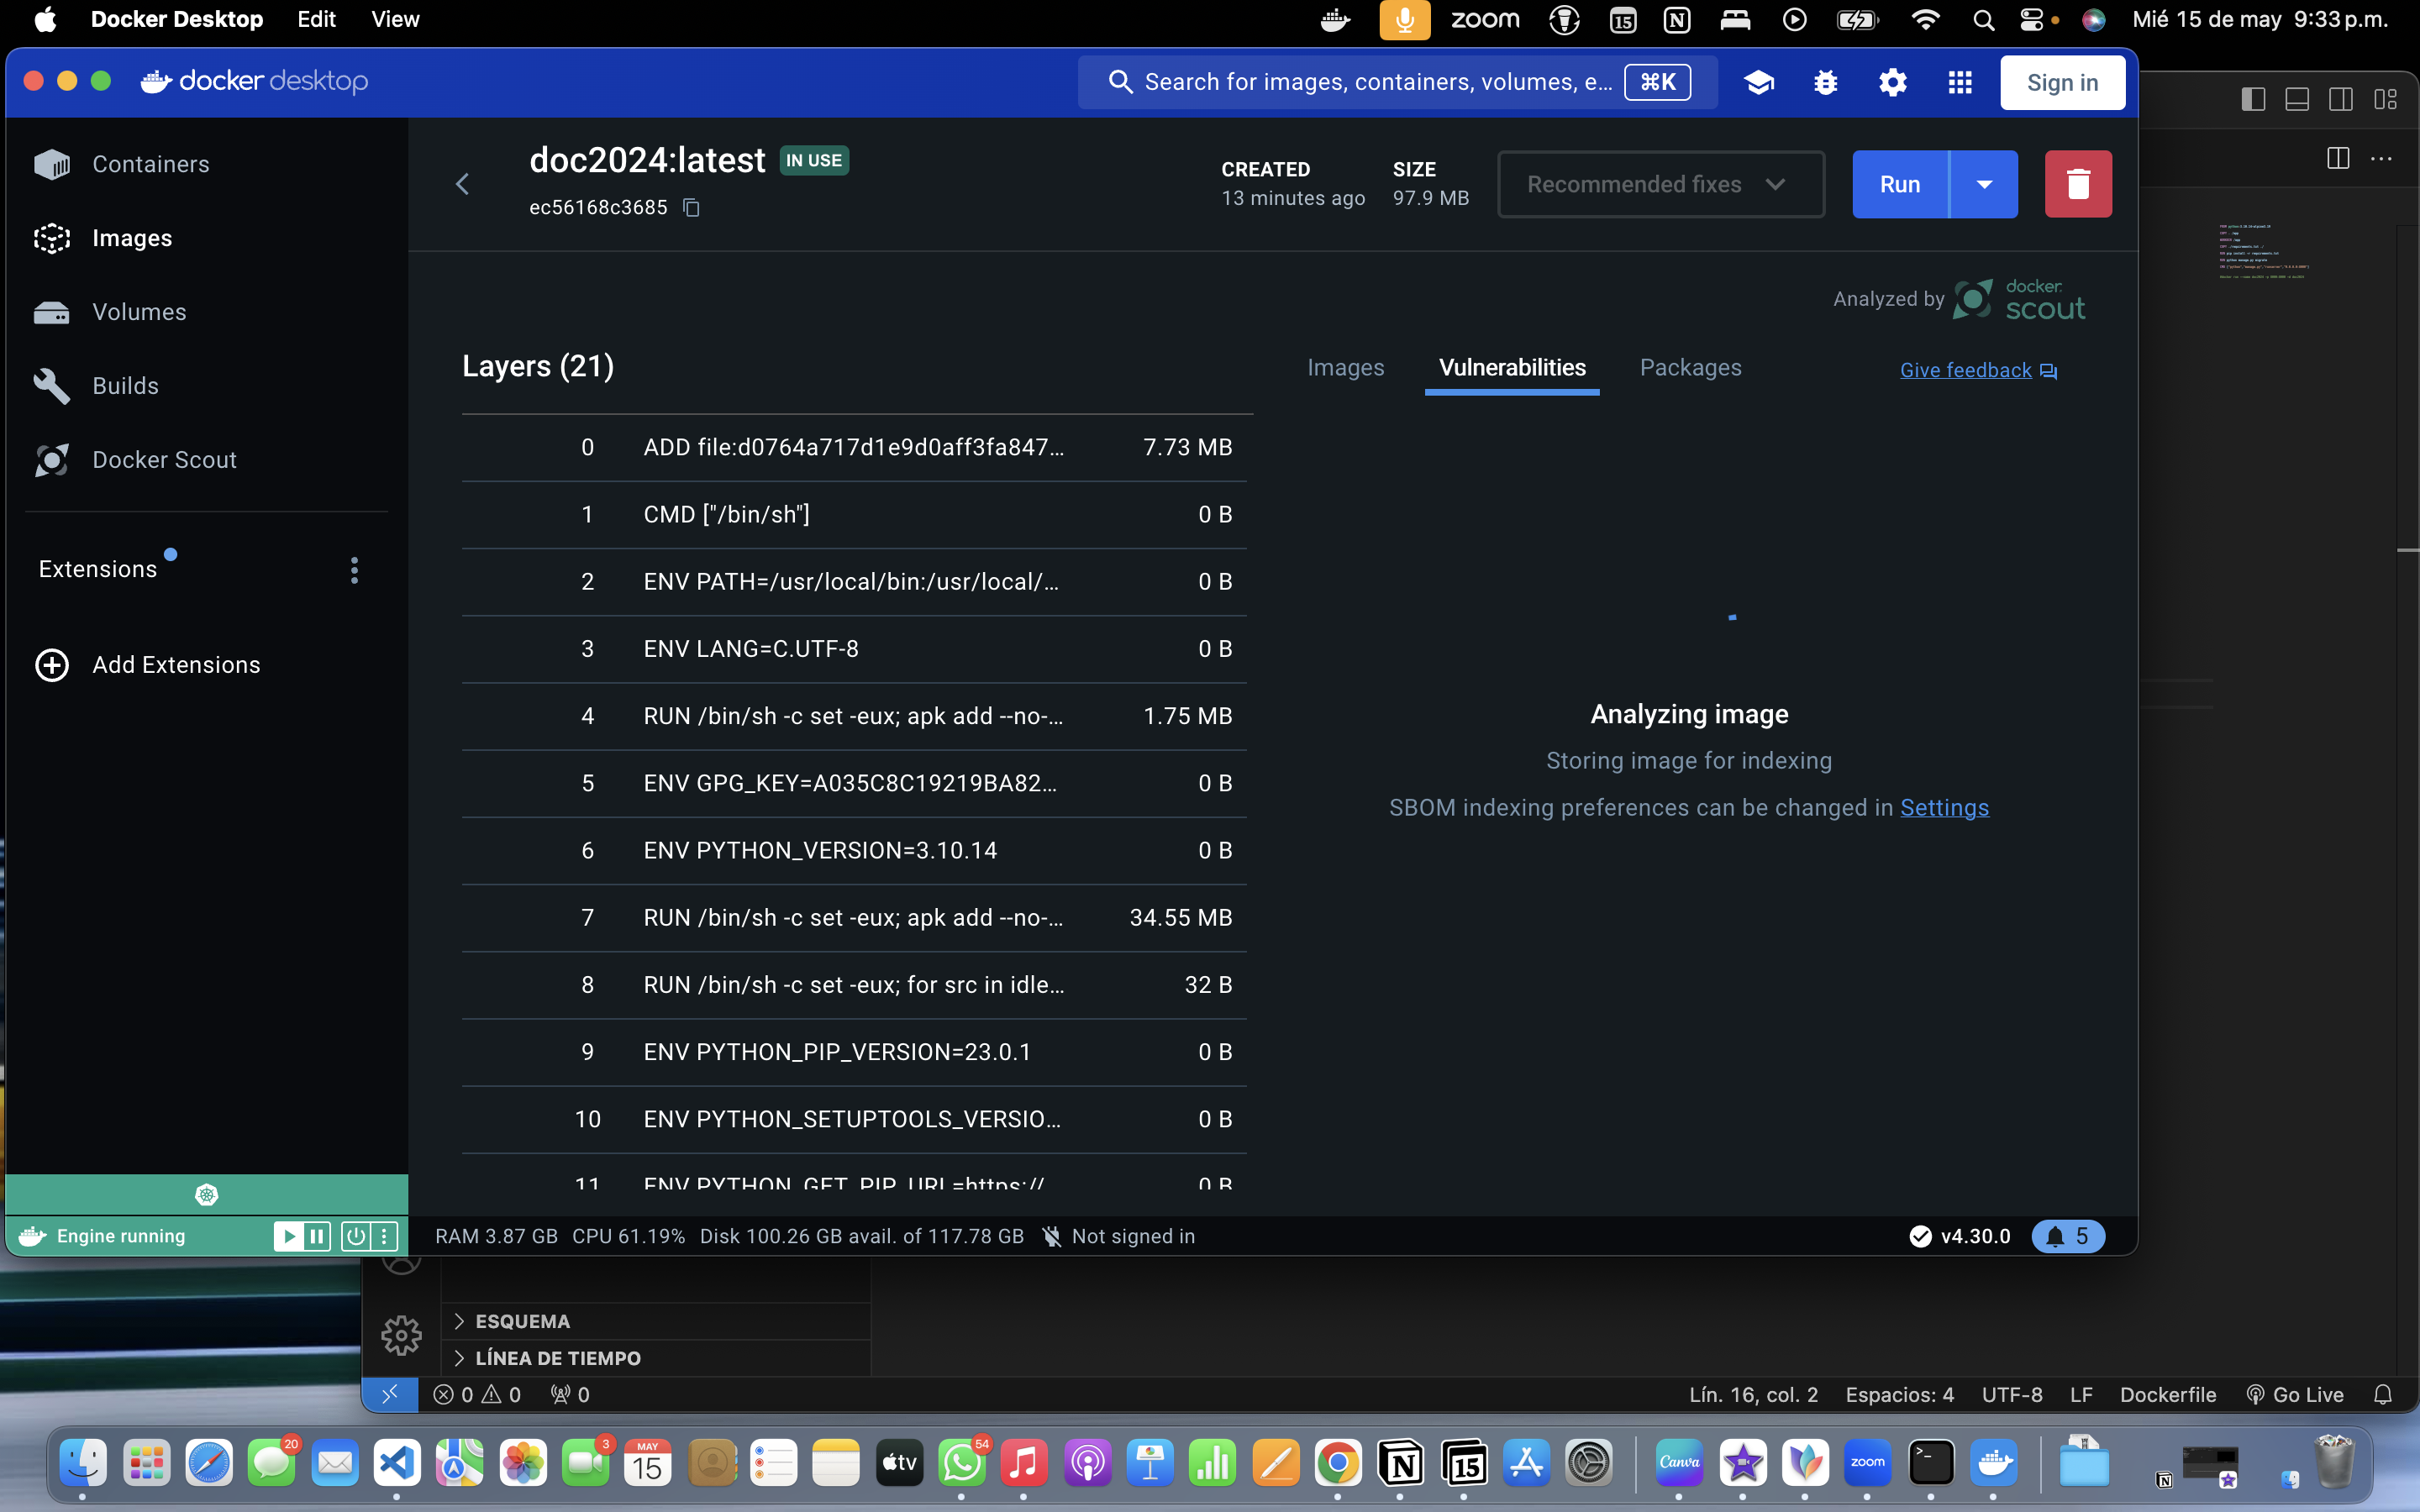 Docker Desktop Edit View
zoom 15 N Mié 15 de may 9:33 p.m.
docker desktop
Search for images, containers, volumes, e... ⌘K
Sign in
Containers
Images
Volumes
Builds
Docker Scout
Extensions
Add Extensions
doc2024:latest IN USE
ec56168c3685
CREATED
13 minutes ago
SIZE
97.9 MB
Recommended fixes
Run
Analyzed by docker scout
Layers (21)
Images Vulnerabilities Packages Give feedback
0 ADD file:d0764a717d1e9d0aff3fa847... 7.73 MB
1 CMD ["/bin/sh"] 0 B
2 ENV PATH=/usr/local/bin:/usr/local/... 0 B
3 ENV LANG=C.UTF-8 0 B
4 RUN /bin/sh -c set -eux; apk add --no-... 1.75 MB
5 ENV GPG_KEY=A035C8C19219BA82... 0 B
6 ENV PYTHON_VERSION=3.10.14 0 B
7 RUN /bin/sh -c set -eux; apk add --no-... 34.55 MB
8 RUN /bin/sh -c set -eux; for src in idle... 32 B
9 ENV PYTHON_PIP_VERSION=23.0.1 0 B
10 ENV PYTHON_SETUPTOOLS_VERSIO... 0 B
11 ENV PYTHON_GET_PIP_URL=https:// 0 B
Analyzing image
Storing image for indexing
SBOM indexing preferences can be changed in Settings
Engine running
RAM 3.87 GB CPU 61.19% Disk 100.26 GB avail. of 117.78 GB Not signed in
v4.30.0 5
ESQUEMA
LÍNEA DE TIEMPO
0 0 0
Lín. 16, col. 2 Espacios: 4 UTF-8 LF Dockerfile Go Live
20 3 MAY 15 tv 54 N 15 Canva zoom